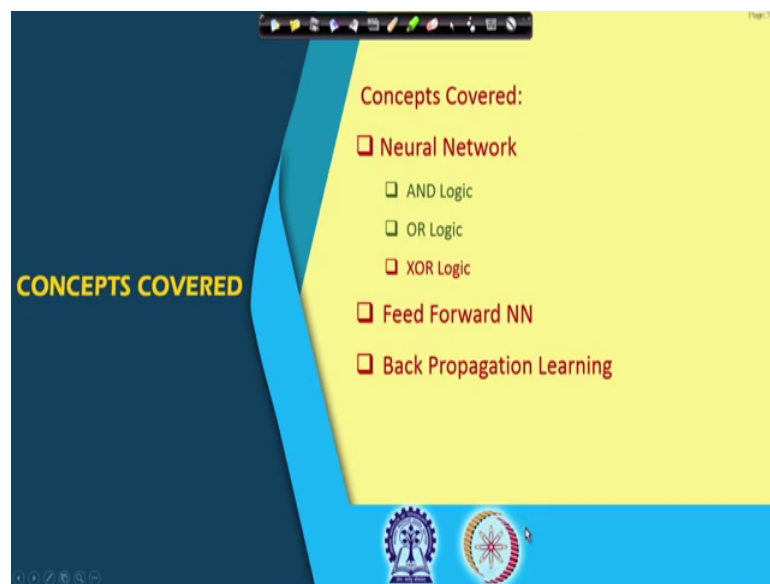 CONCEPTS COVERED
Concepts Covered:
Neural Network
AND Logic
OR Logic
XOR Logic
Feed Forward NN
Back Propagation Learning